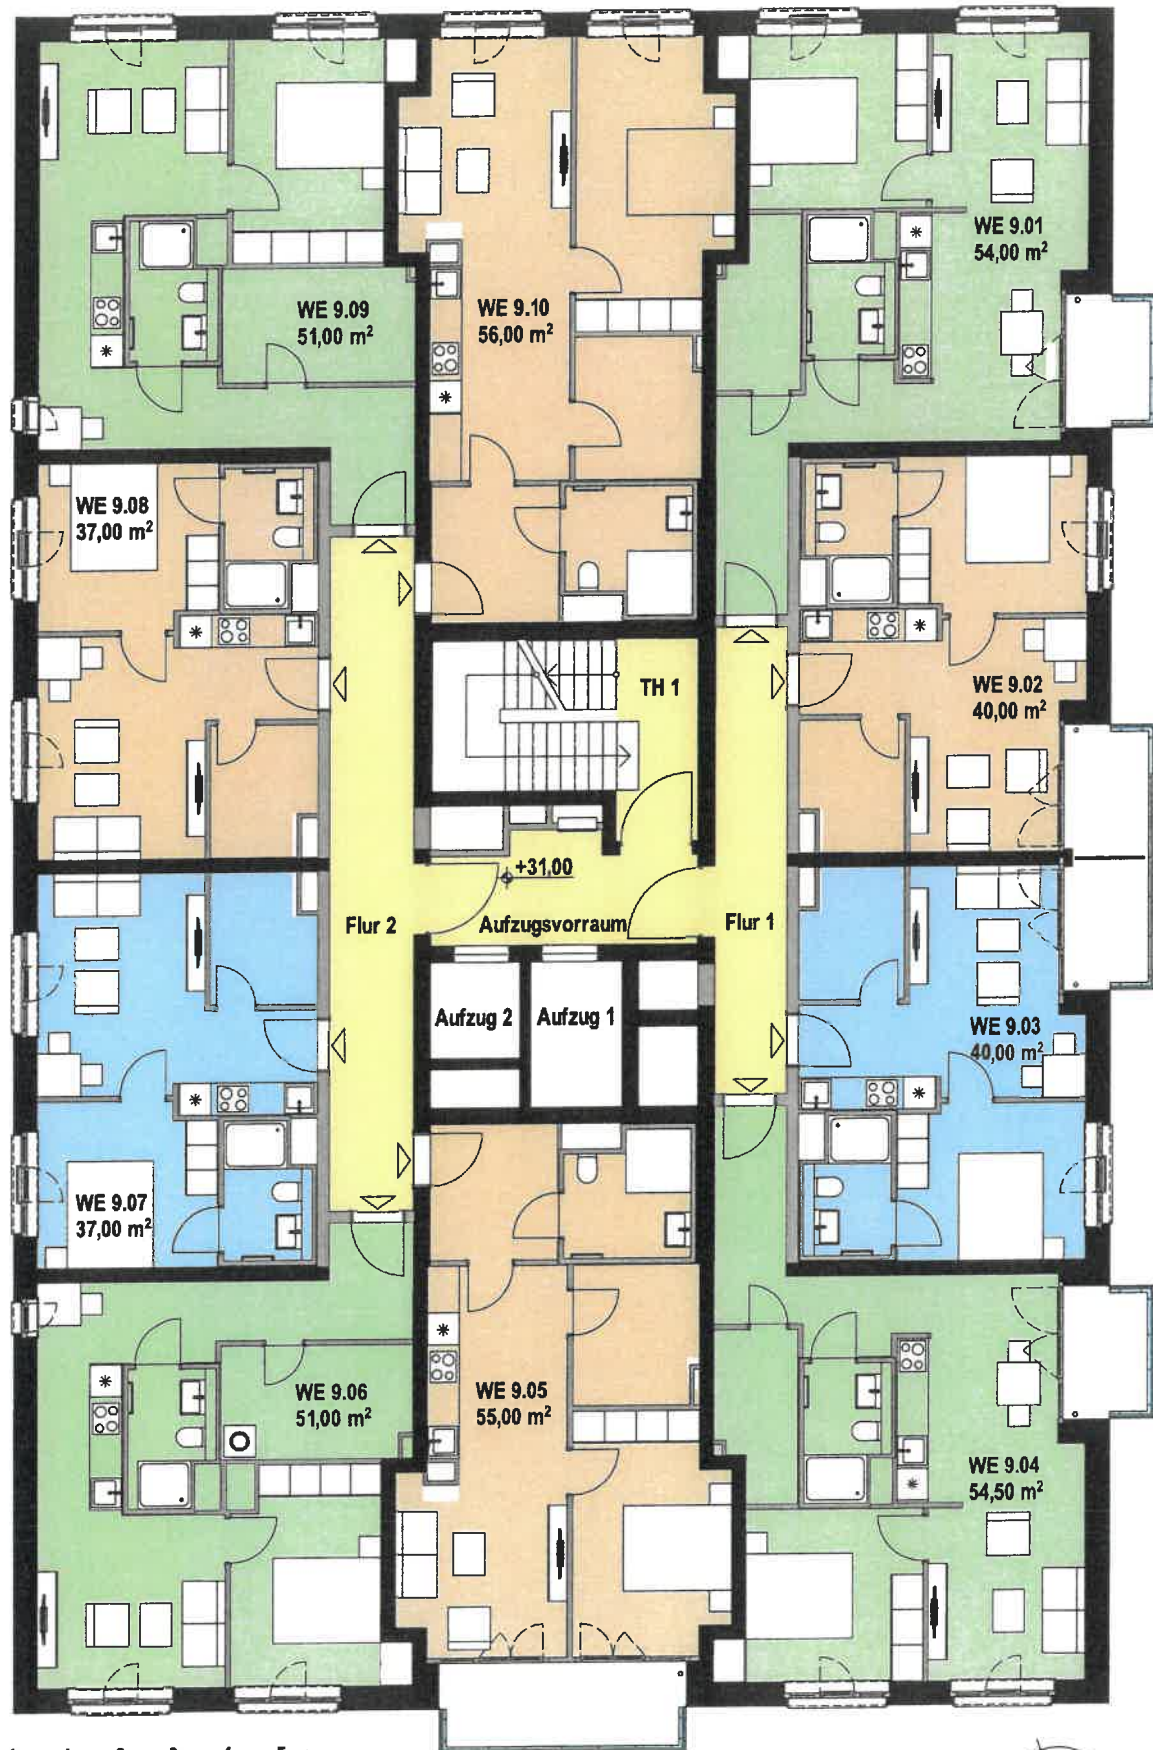 WE 9.01
54,00 m²
WE 9.09
51,00 m²
WE 9.10
56,00 m²
WE 9.08
37,00 m²
TH 1
WE 9.02
40,00 m²
+31,00
Flur 2
Aufzugsvorraum
Flur 1
Aufzug 2
Aufzug 1
WE 9.03
40,00 m²
WE 9.07
37,00 m²
WE 9.06
51,00 m²
WE 9.05
55,00 m²
WE 9.04
54,50 m²